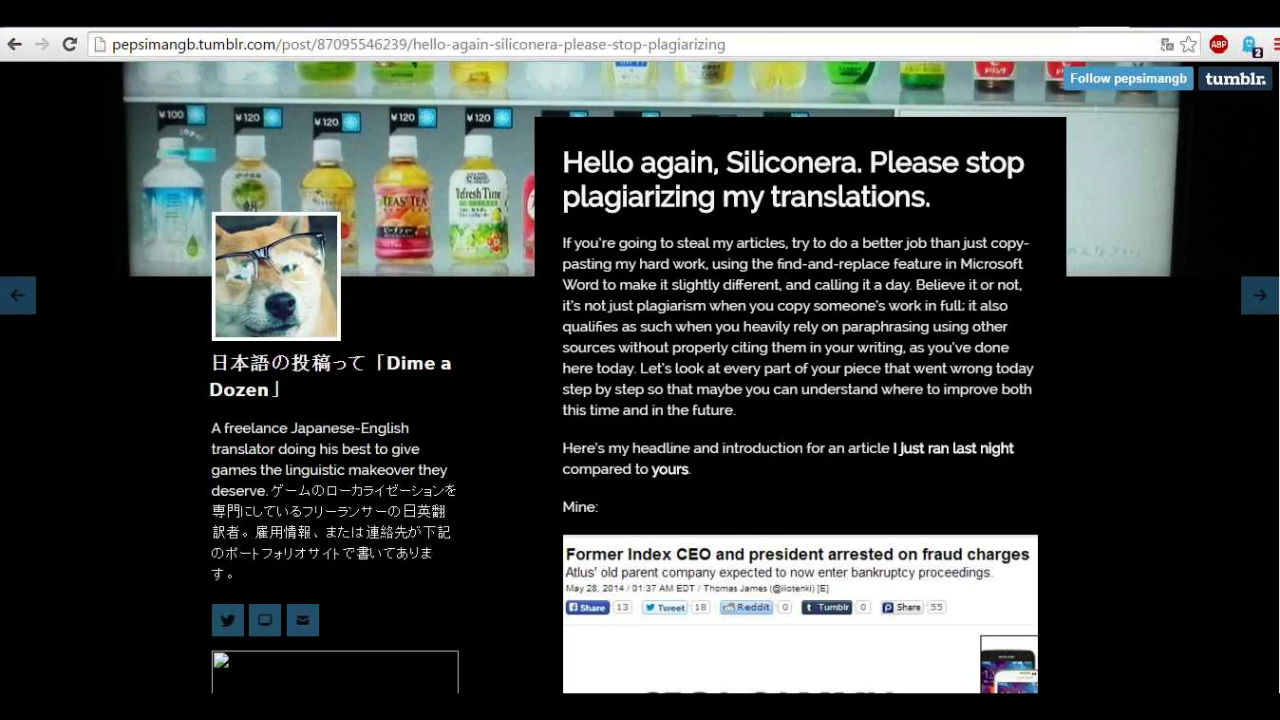 pepsimangb.tumblr.com/post/87095546239/hello-again-siliconera-please-stop-plagiarizing
ABP
2
Follow pepsimangb
tumblr.
¥100
¥120
¥120
¥120
¥120
TEAS' TEA
Refresh Time
Hello again, Siliconera. Please stop
plagiarizing my translations.
If you're going to steal my articles, try to do a better job than just copy-
pasting my hard work, using the find-and-replace feature in Microsoft
Word to make it slightly different, and calling it a day. Believe it or not,
it's not just plagiarism when you copy someone's work in full; it also
qualifies as such when you heavily rely on paraphrasing using other
sources without properly citing them in your writing, as you've done
here today. Let's look at every part of your piece that went wrong today
step by step so that maybe you can understand where to improve both
this time and in the future.
Here's my headline and introduction for an article I just ran last night
compared to yours.
Mine:
Former Index CEO and president arrested on fraud charges
Atlus' old parent company expected to now enter bankruptcy proceedings.
May 28, 2014 / 01:37 AM EDT / Thomas James (@iiotenki) [E]
Share 13 Tweet 18 Reddit 0 Tumblr 0 Share 55
日本語の投稿って「Dime a
Dozen」
A freelance Japanese-English
translator doing his best to give
games the linguistic makeover they
deserve. ゲームのローカライゼーションを
専門にしているフリーランサーの日英翻
訳者。雇用情報、または連絡先が下記
のポートフォリオサイトで書いてありま
す。